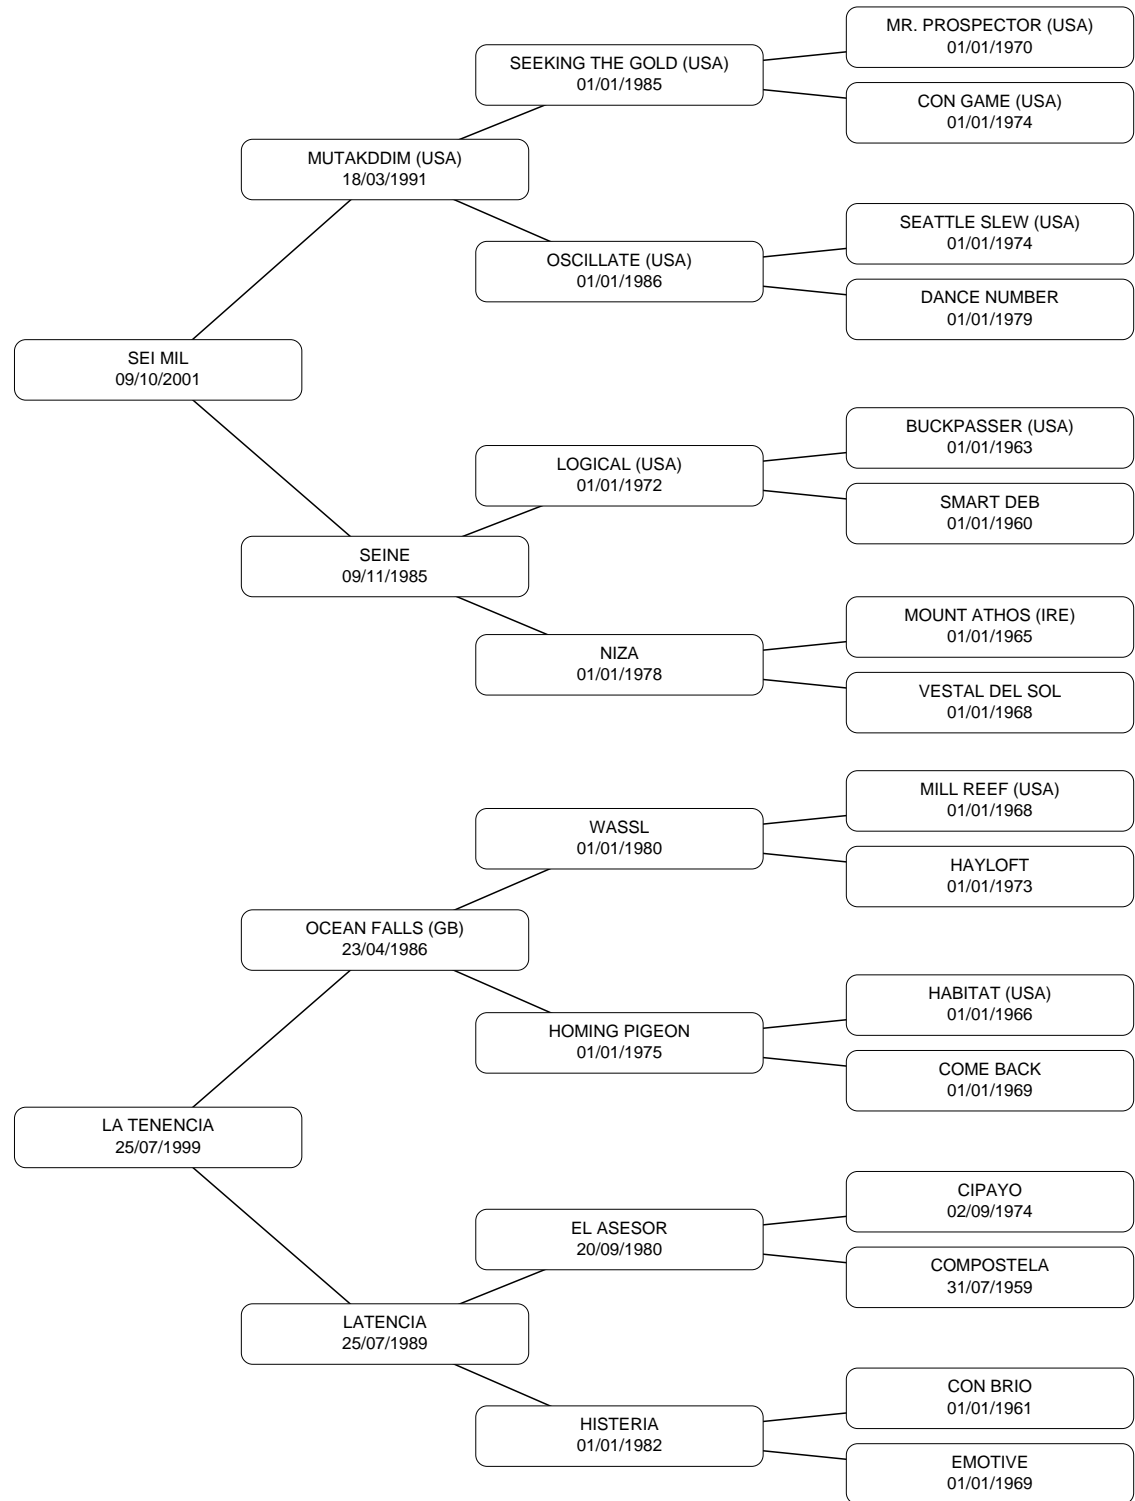 MR. PROSPECTOR (USA)
01/01/1970
SEEKING THE GOLD (USA)
01/01/1985
CON GAME (USA)
01/01/1974
MUTAKDDIM (USA)
18/03/1991
SEATTLE SLEW (USA)
01/01/1974
OSCILLATE (USA)
01/01/1986
DANCE NUMBER
01/01/1979
SEI MIL
09/10/2001
BUCKPASSER (USA)
01/01/1963
LOGICAL (USA)
01/01/1972
SMART DEB
01/01/1960
SEINE
09/11/1985
MOUNT ATHOS (IRE)
01/01/1965
NIZA
01/01/1978
VESTAL DEL SOL
01/01/1968
MILL REEF (USA)
01/01/1968
WASSL
01/01/1980
HAYLOFT
01/01/1973
OCEAN FALLS (GB)
23/04/1986
HABITAT (USA)
01/01/1966
HOMING PIGEON
01/01/1975
COME BACK
01/01/1969
LA TENENCIA
25/07/1999
CIPAYO
02/09/1974
EL ASESOR
20/09/1980
COMPOSTELA
31/07/1959
LATENCIA
25/07/1989
CON BRIO
01/01/1961
HISTERIA
01/01/1982
EMOTIVE
01/01/1969